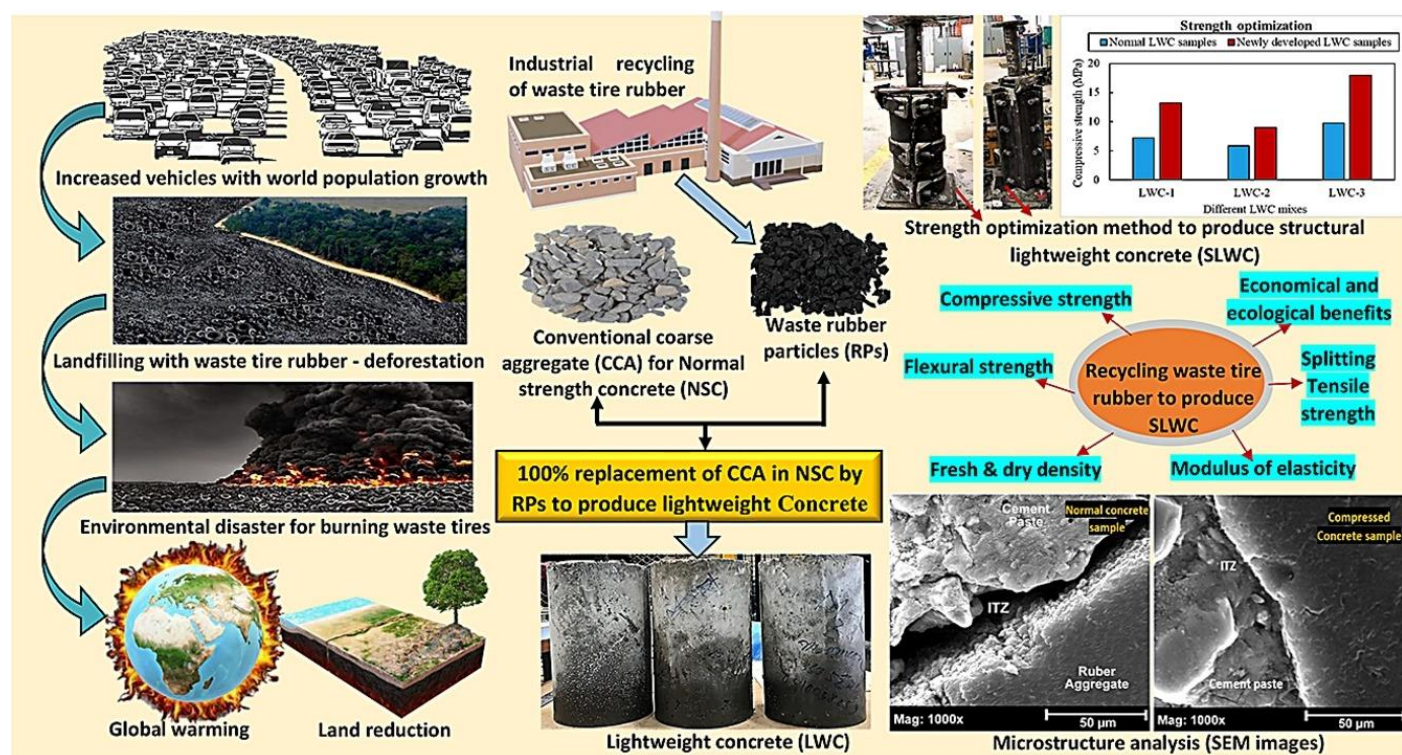 Increased vehicles with world population growth
Landfilling with waste tire rubber - deforestation
Environmental disaster for burning waste tires
Global warming
Land reduction
Industrial recycling
of waste tire rubber
Conventional coarse
aggregate (CCA) for Normal
strength concrete (NSC)
Waste rubber
particles (RPs)
100% replacement of CCA in NSC by
RPs to produce lightweight Concrete
Lightweight concrete (LWC)
Strength optimization
Normal LWC samples
Newly developed LWC samples
Compressive strength (MPa)
20
15
10
5
0
LWC-1
LWC-2
LWC-3
Different LWC mixes
Strength optimization method to produce structural
lightweight concrete (SLWC)
Compressive strength
Economical and
ecological benefits
Flexural strength
Recycling waste tire
rubber to produce
SLWC
Splitting
Tensile
strength
Fresh & dry density
Modulus of elasticity
Cement
Paste
Normal concrete
sample
ITZ
Ruber
Aggregate
Mag: 1000x
50 µm
Compressed
Concrete sample
ITZ
Cement paste
Mag: 1000x
50 µm
Microstructure analysis (SEM images)